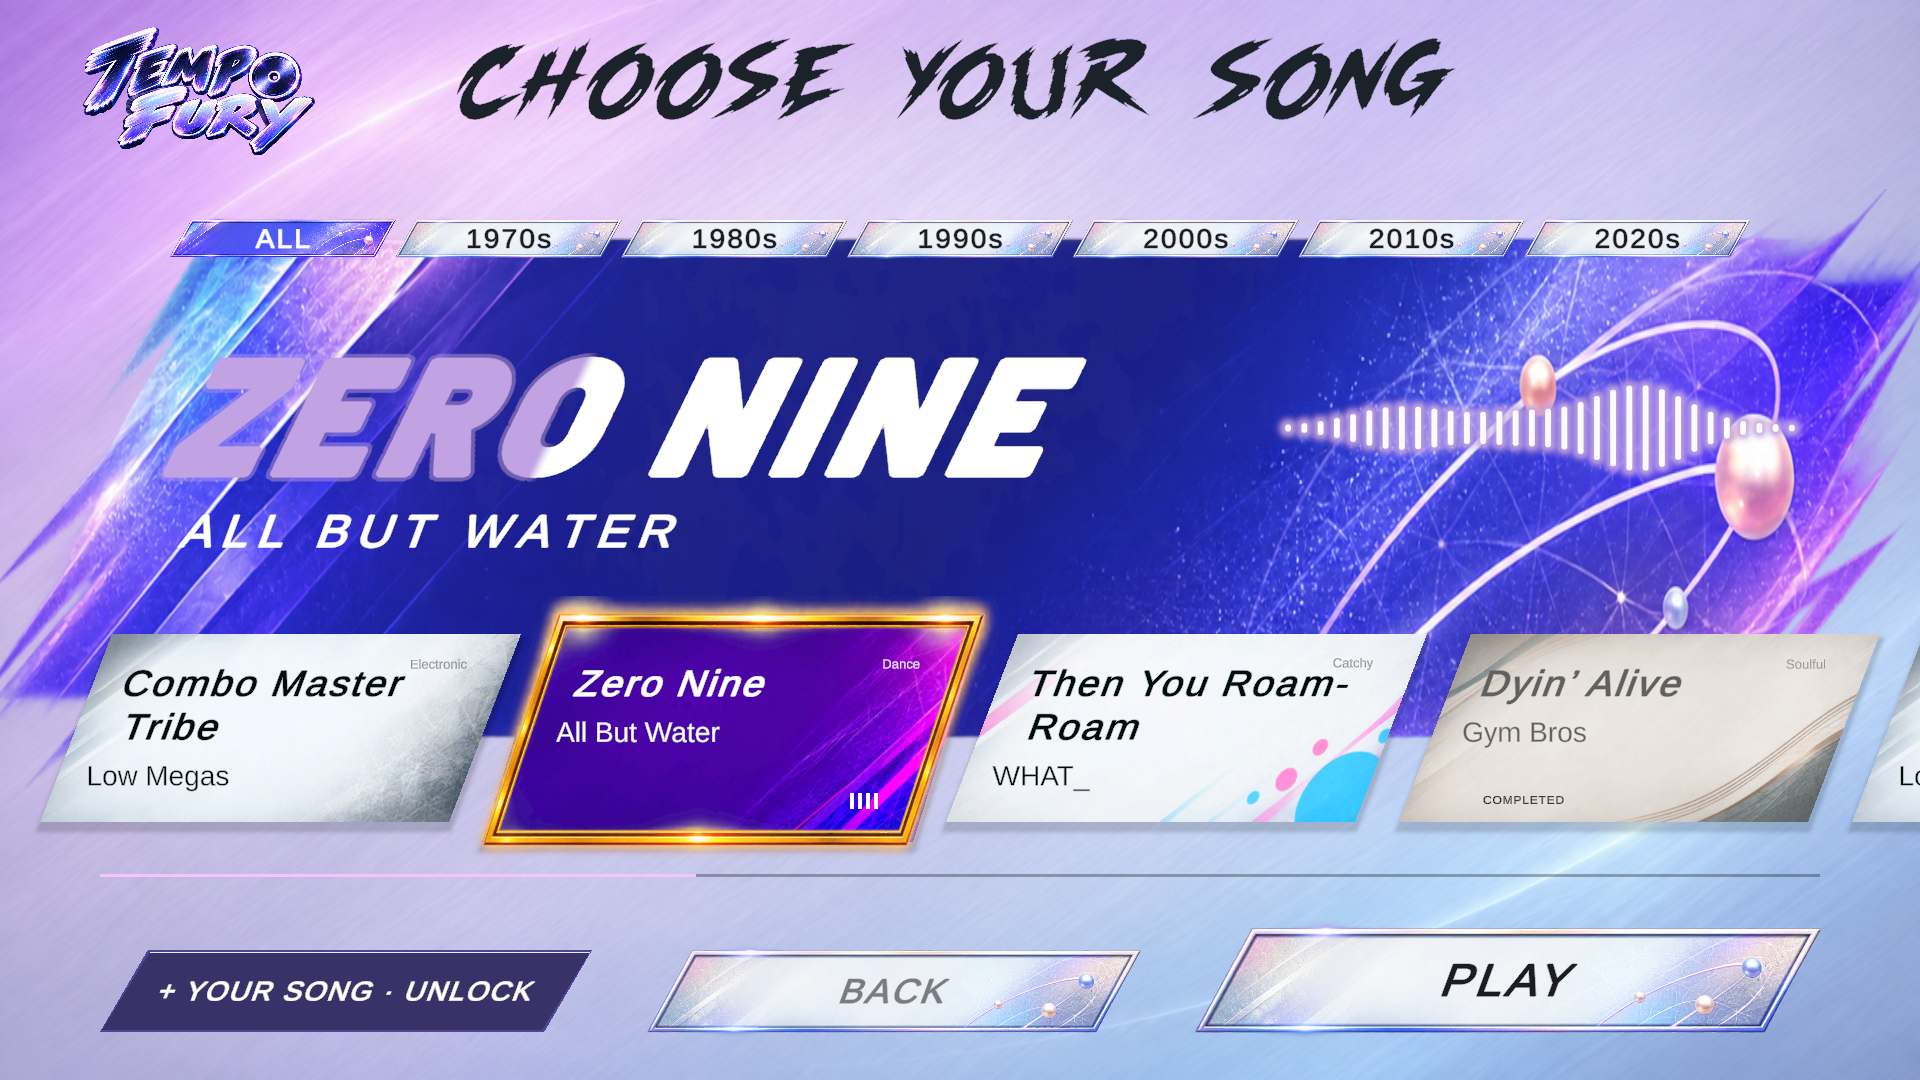 TEMPO
FURY
CHOOSE YOUR SONG
ALL
1970s
1980s
1990s
2000s
2010s
2020s
ZERO NINE
ALL BUT WATER
Combo Master
Tribe
Electronic
Low Megas
Zero Nine
Dance
All But Water
Then You Roam-
Roam
Catchy
WHAT_
Dyin’ Alive
Soulful
Gym Bros
COMPLETED
+ YOUR SONG · UNLOCK
BACK
PLAY